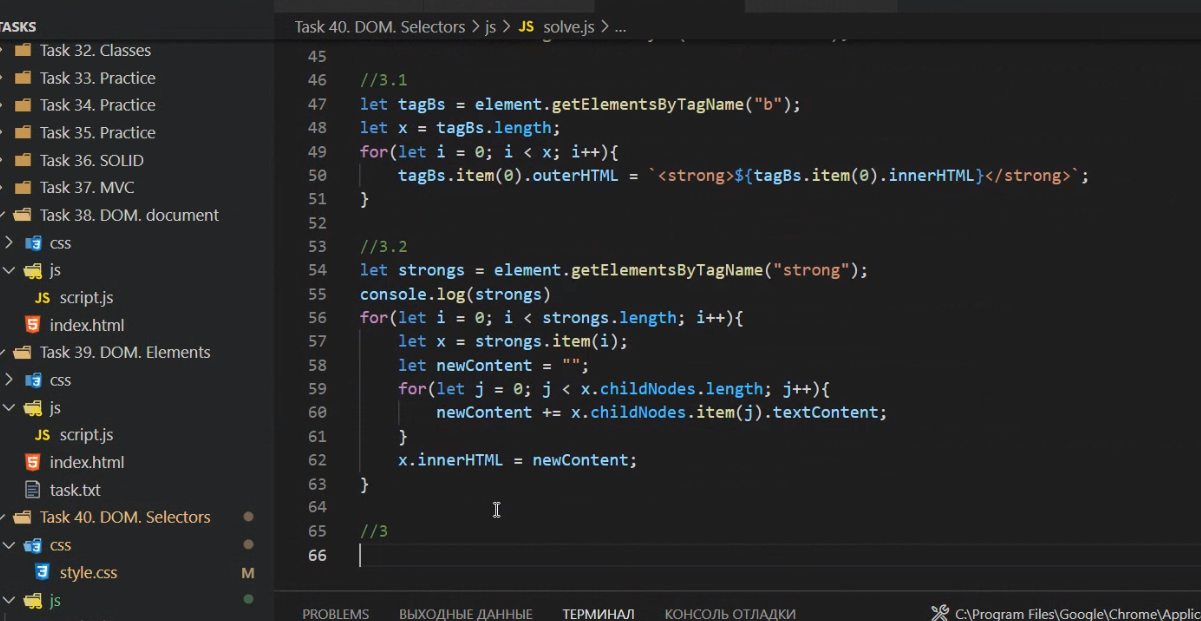 TASKS
Task 32. Classes
Task 33. Practice
Task 34. Practice
Task 35. Practice
Task 36. SOLID
Task 37. MVC
Task 38. DOM. document
css
js
JS script.js
index.html
Task 39. DOM. Elements
css
js
JS script.js
index.html
task.txt
Task 40. DOM. Selectors
css
style.css M
js
Task 40. DOM. Selectors > js > JS solve.js > ...
45
46 //3.1
47 let tagBs = element.getElementsByTagName("b");
48 let x = tagBs.length;
49 for(let i = 0; i < x; i++){
50 tagBs.item(0).outerHTML = `<strong>${tagBs.item(0).innerHTML}</strong>`;
51 }
52
53 //3.2
54 let strongs = element.getElementsByTagName("strong");
55 console.log(strongs)
56 for(let i = 0; i < strongs.length; i++){
57 let x = strongs.item(i);
58 let newContent = "";
59 for(let j = 0; j < x.childNodes.length; j++){
60 newContent += x.childNodes.item(j).textContent;
61 }
62 x.innerHTML = newContent;
63 }
64
65 //3
66
PROBLEMS ВЫХОДНЫЕ ДАННЫЕ ТЕРМИНАЛ КОНСОЛЬ ОТЛАДКИ C:\Program Files\Google\Chrome\Applic